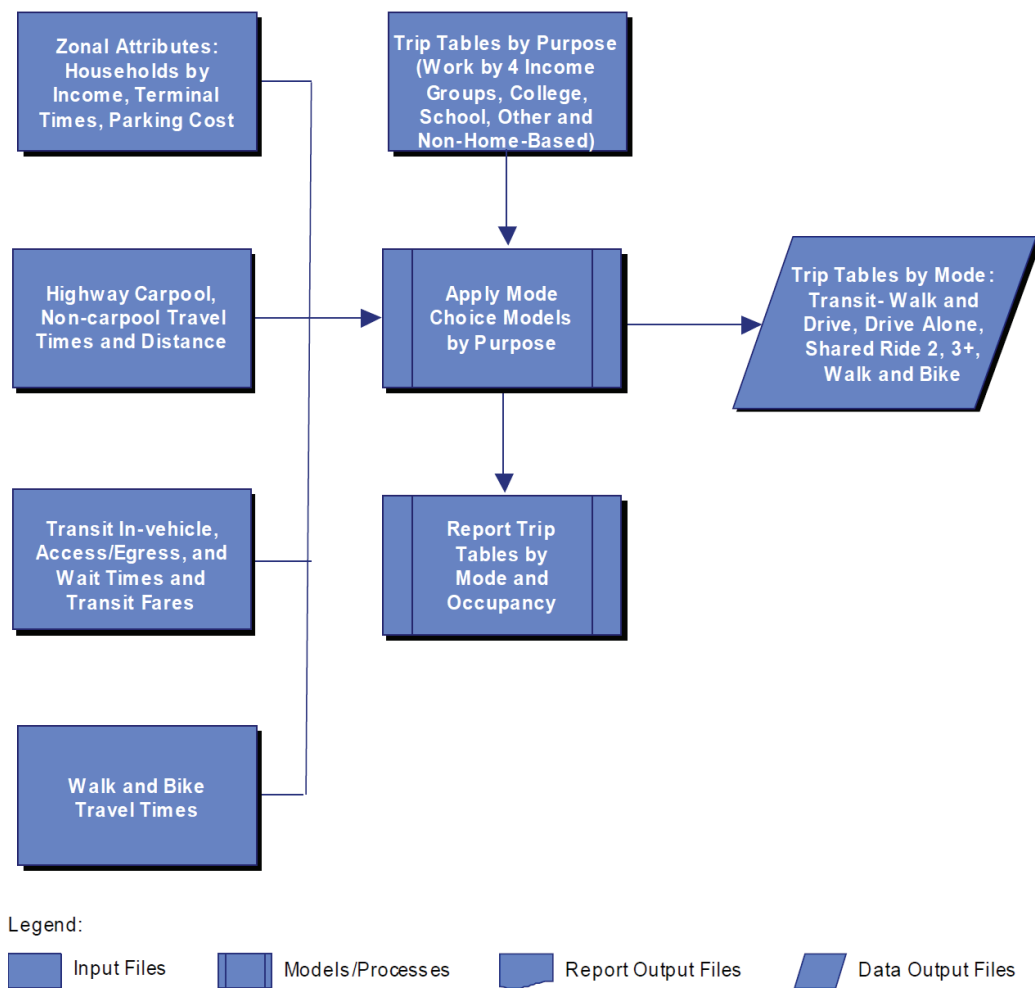 Zonal Attributes:
Households by
Income, Terminal
Times, Parking Cost
Trip Tables by Purpose
(Work by 4 Income
Groups, College,
School, Other and
Non-Home-Based)
Highway Carpool,
Non-carpool Travel
Times and Distance
Apply Mode
Choice Models
by Purpose
Trip Tables by Mode:
Transit- Walk and
Drive, Drive Alone,
Shared Ride 2, 3+,
Walk and Bike
Transit In-vehicle,
Access/Egress, and
Wait Times and
Transit Fares
Report Trip
Tables by
Mode and
Occupancy
Walk and Bike
Travel Times
Legend:
Input Files
Models/Processes
Report Output Files
Data Output Files